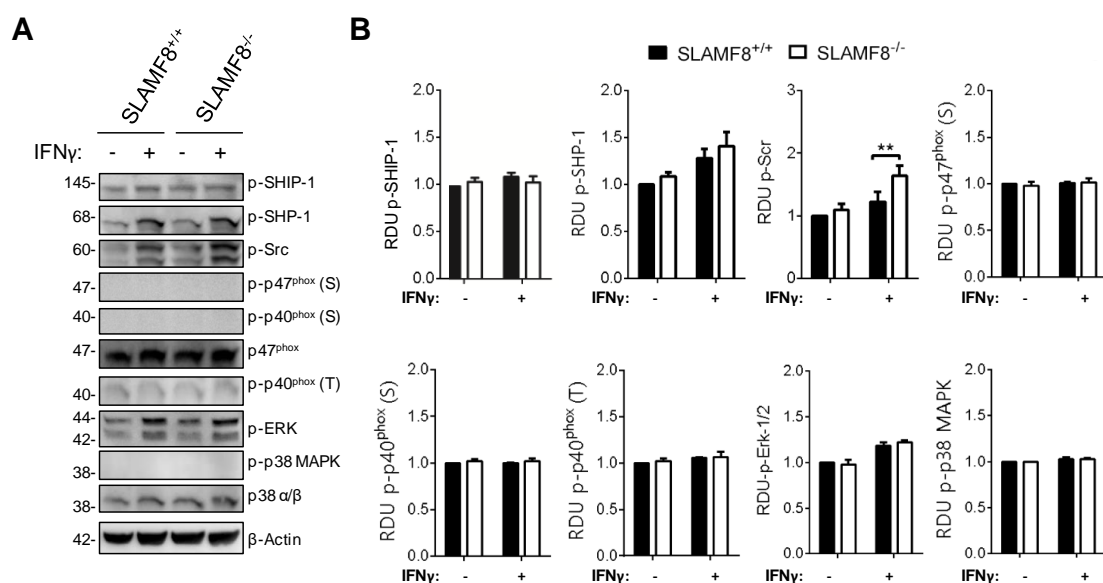 A
SLAMF8+/+
SLAMF8-/-
IFNγ: - + - +
145- p-SHIP-1
68- p-SHP-1
60- p-Src
47- p-p47phox (S)
40- p-p40phox (S)
47- p47phox
40- p-p40phox (T)
44-
42-
p-ERK
38- p-p38 MAPK
38- p38 α/β
42- β-Actin
B
SLAMF8+/+ SLAMF8-/-
RDU p-SHIP-1
2.0
1.5
1.0
0.5
0.0
IFNγ: - +
RDU p-SHP-1
2.0
1.5
1.0
0.5
0.0
IFNγ: - +
RDU p-Scr
3
2
1
0
**
IFNγ: - +
RDU p-p47phox (S)
2.0
1.5
1.0
0.5
0.0
IFNγ: - +
RDU p-p40phox (S)
2.0
1.5
1.0
0.5
0.0
IFNγ: - +
RDU p-p40phox (T)
2.0
1.5
1.0
0.5
0.0
IFNγ: - +
RDU-p-Erk-1/2
2.0
1.5
1.0
0.5
0.0
IFNγ: - +
RDU p-p38 MAPK
2.0
1.5
1.0
0.5
0.0
IFNγ: - +